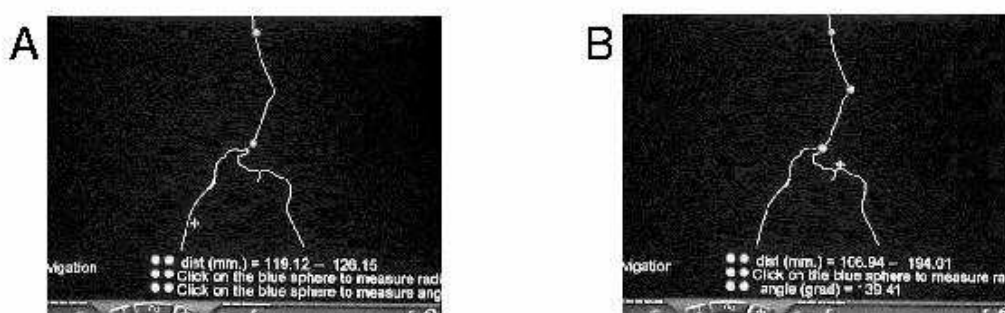 A
dist (mm.) = 119.12 – 126.15
vigation
Click on the blue sphere to measure radi
Click on the blue sphere to measure ang
B
dist (mm.) = 106.94 – 194.01
vigation
Click on the blue sphere to measure ra
angle (grad) = 139.41